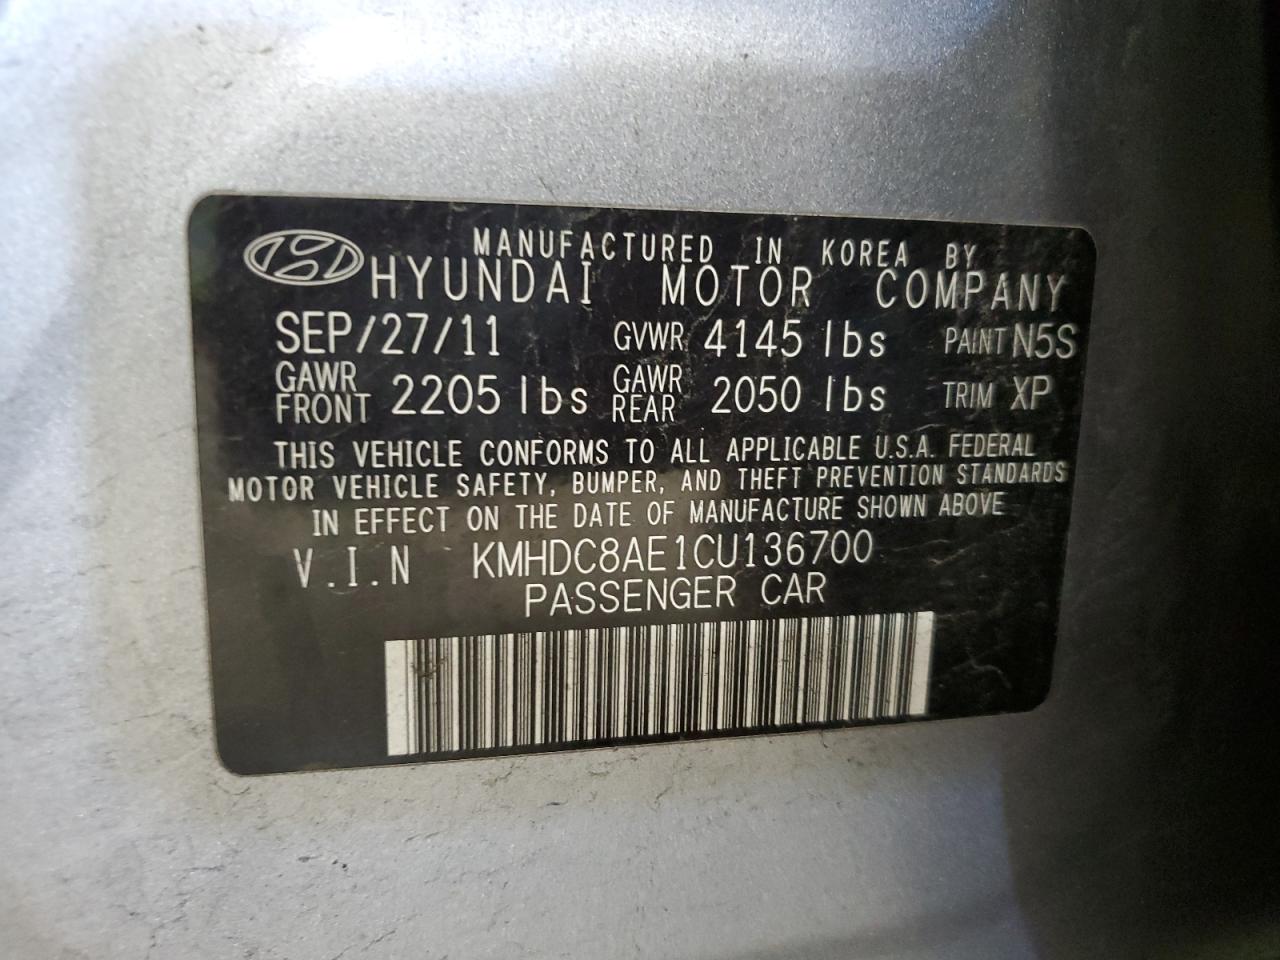 MANUFACTURED IN KOREA BY
HYUNDAI MOTOR COMPANY
SEP/27/11 GVWR 4145 lbs PAINT N5S
GAWR FRONT 2205 lbs GAWR REAR 2050 lbs TRIM XP
THIS VEHICLE CONFORMS TO ALL APPLICABLE U.S.A. FEDERAL
MOTOR VEHICLE SAFETY, BUMPER, AND THEFT PREVENTION STANDARDS
IN EFFECT ON THE DATE OF MANUFACTURE SHOWN ABOVE
V.I.N KMHDC8AE1CU136700
PASSENGER CAR